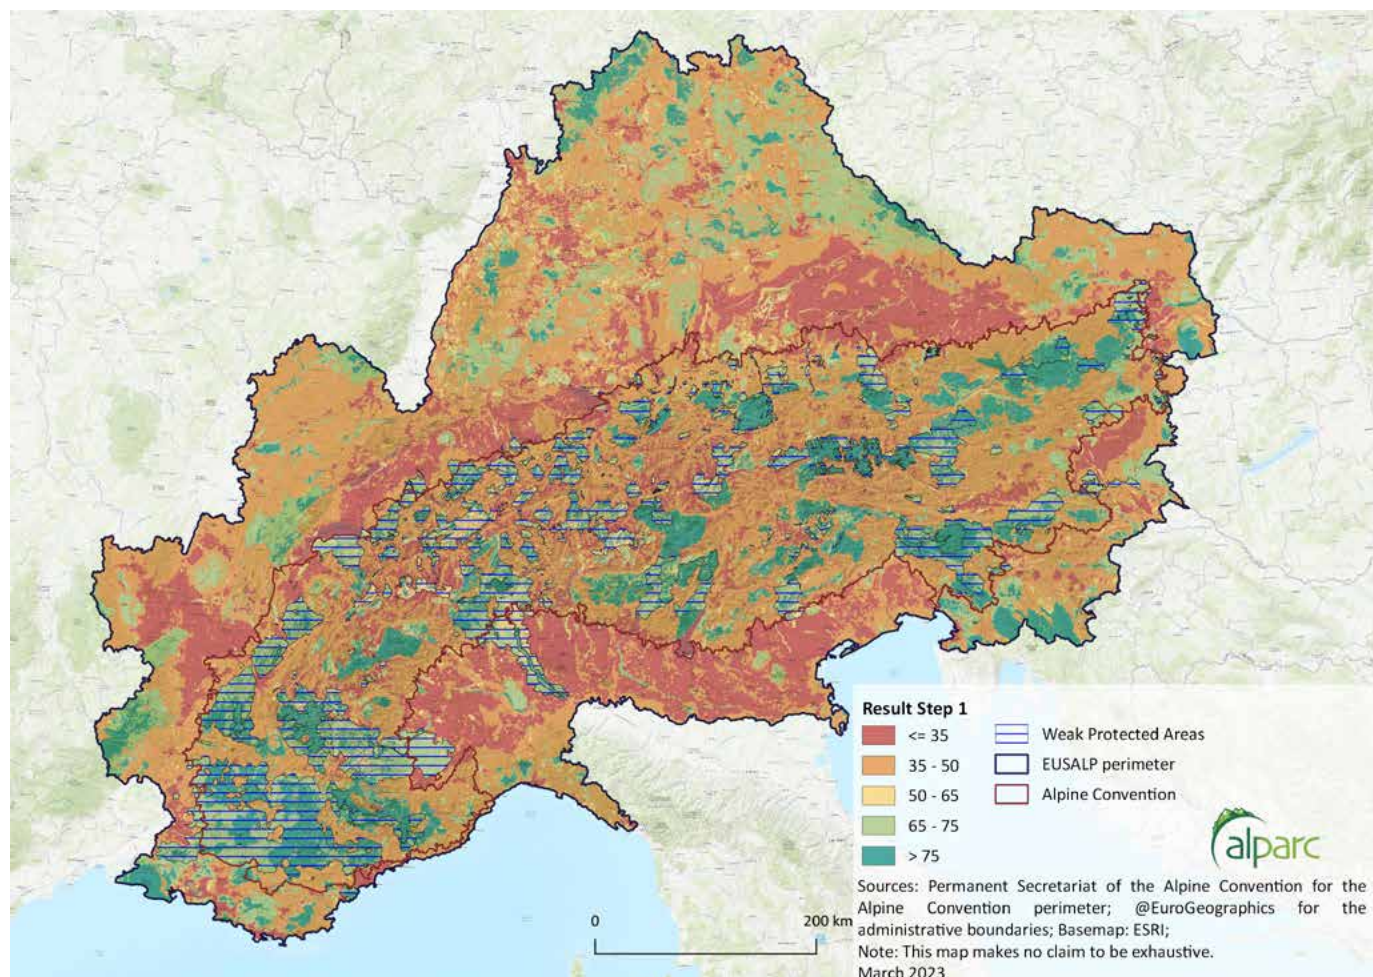 Result Step 1
<= 35
35 - 50
50 - 65
65 - 75
> 75
Weak Protected Areas
EUSALP perimeter
Alpine Convention
alparc
0
200 km
Sources: Permanent Secretariat of the Alpine Convention for the
Alpine Convention perimeter; @EuroGeographics for the
administrative boundaries; Basemap: ESRI;
Note: This map makes no claim to be exhaustive.
March 2023